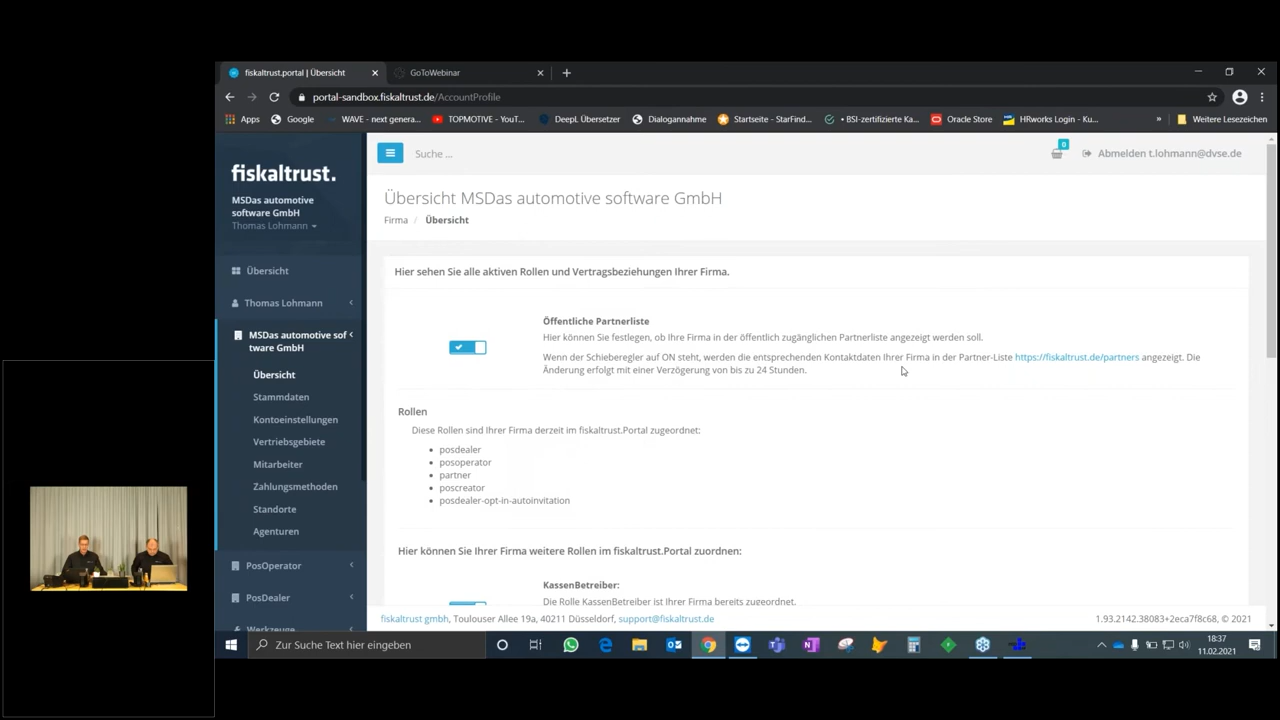 fiskaltrust.portal | Übersicht
GoToWebinar
portal-sandbox.fiskaltrust.de/AccountProfile
Apps
Google
WAVE - next genera...
TOPMOTIVE - YouT...
DeepL Übersetzer
Dialogannahme
Startseite - StarFind...
• BSI-zertifizierte Ka...
Oracle Store
HRworks Login - Ku...
»
Weitere Lesezeichen
fiskaltrust.
MSDas automotive
software GmbH
Thomas Lohmann
Suche ...
0
Abmelden t.lohmann@dvse.de
Übersicht MSDas automotive software GmbH
Firma / Übersicht
Übersicht
Thomas Lohmann
MSDas automotive sof
tware GmbH
Übersicht
Stammdaten
Kontoeinstellungen
Vertriebsgebiete
Mitarbeiter
Zahlungsmethoden
Standorte
Agenturen
PosOperator
PosDealer
Werkzeuge
Hier sehen Sie alle aktiven Rollen und Vertragsbeziehungen Ihrer Firma.
Öffentliche Partnerliste
Hier können Sie festlegen, ob Ihre Firma in der öffentlich zugänglichen Partnerliste angezeigt werden soll.
Wenn der Schieberegler auf ON steht, werden die entsprechenden Kontaktdaten Ihrer Firma in der Partner-Liste https://fiskaltrust.de/partners angezeigt. Die
Änderung erfolgt mit einer Verzögerung von bis zu 24 Stunden.
Rollen
Diese Rollen sind Ihrer Firma derzeit im fiskaltrust.Portal zugeordnet:
• posdealer
• posoperator
• partner
• poscreator
• posdealer-opt-in-autoinvitation
Hier können Sie Ihrer Firma weitere Rollen im fiskaltrust.Portal zuordnen:
KassenBetreiber:
Die Rolle KassenBetreiber ist Ihrer Firma bereits zugeordnet.
fiskaltrust gmbh, Toulouser Allee 19a, 40211 Düsseldorf, support@fiskaltrust.de
1.93.2142.38083+2eca7f8c68, © 2021
Zur Suche Text hier eingeben
18:37
11.02.2021